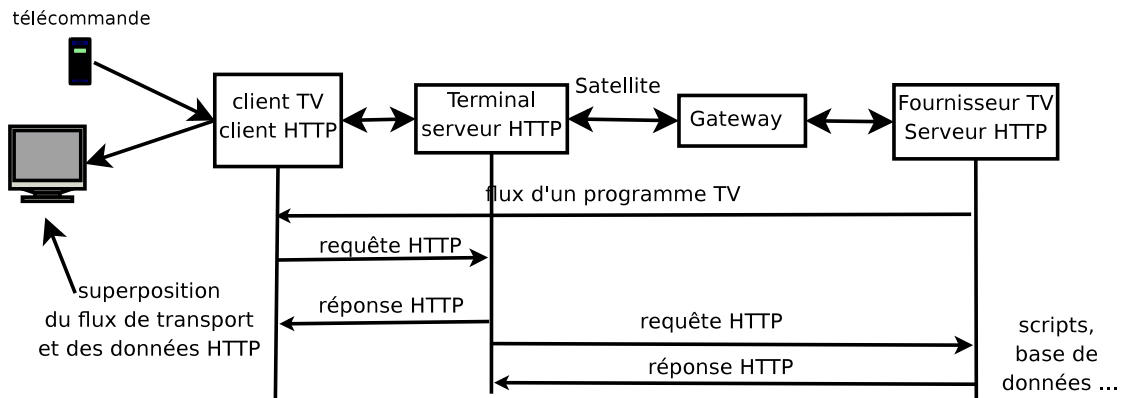 télécommande
client TV
client HTTP
Terminal
serveur HTTP
Satellite
Gateway
Fournisseur TV
Serveur HTTP
flux d'un programme TV
requête HTTP
réponse HTTP
requête HTTP
réponse HTTP
superposition
du flux de transport
et des données HTTP
scripts,
base de
données ...